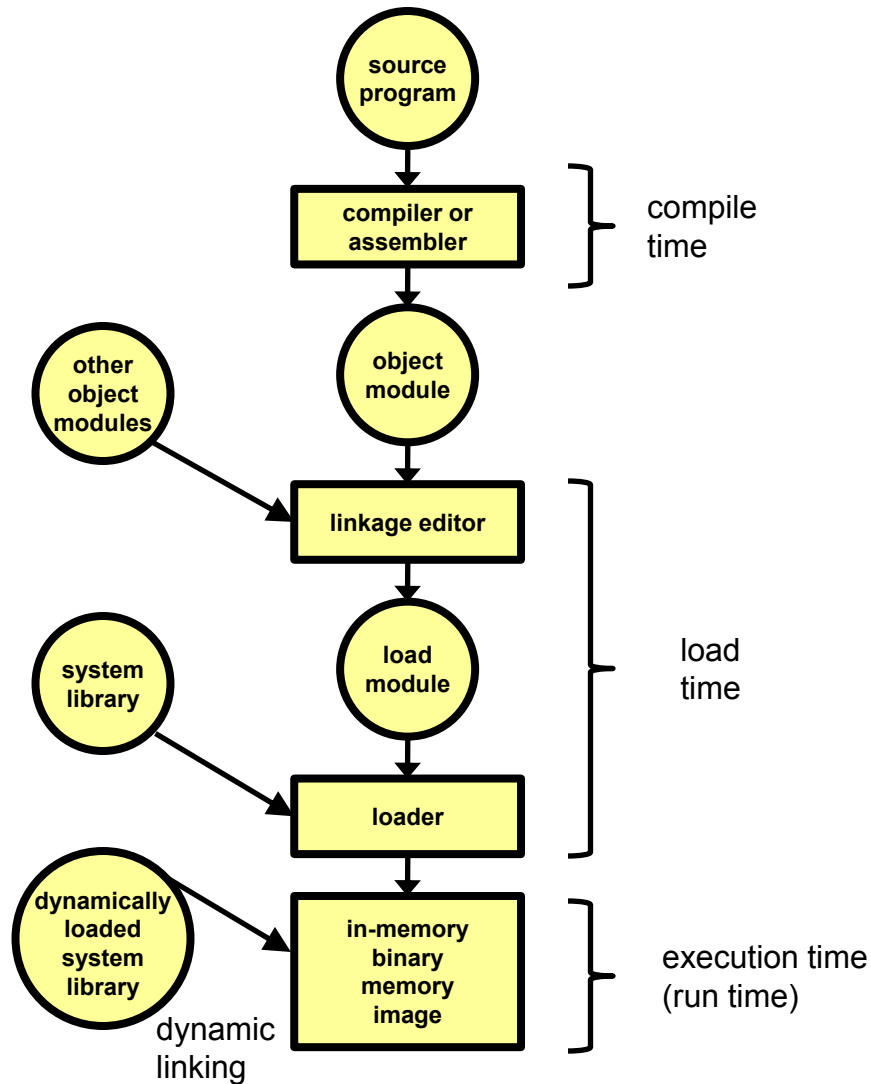 source
program
compiler or
assembler
compile
time
other
object
modules
object
module
linkage editor
system
library
load
module
load
time
loader
dynamically
loaded
system
library
in-memory
binary
memory
image
execution time
(run time)
dynamic
linking